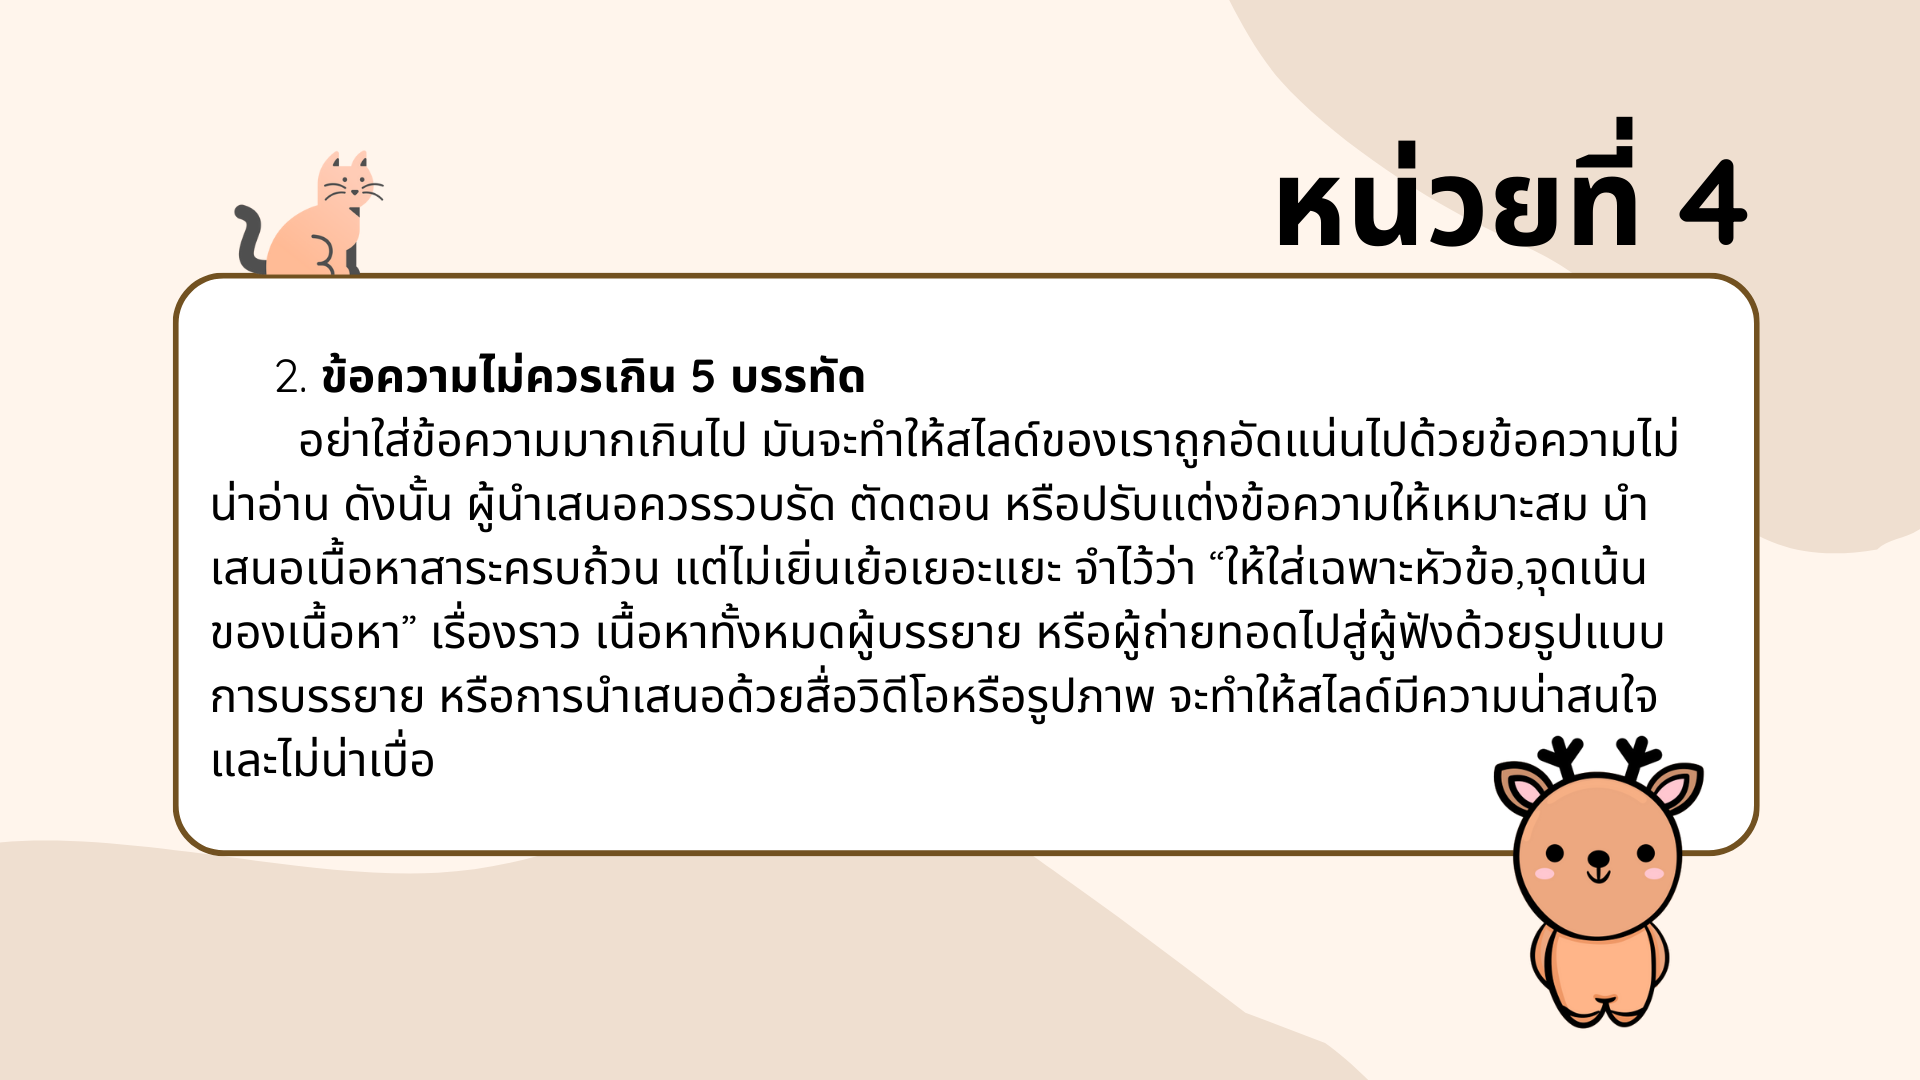 หน่วยที่ 4
2. ข้อความไม่ควรเกิน 5 บรรทัด
อย่าใส่ข้อความมากเกินไป มันจะทำให้สไลด์ของเราถูกอัดแน่นไปด้วยข้อความไม่
น่าอ่าน ดังนั้น ผู้นำเสนอควรรวบรัด ตัดตอน หรือปรับแต่งข้อความให้เหมาะสม นำ
เสนอเนื้อหาสาระครบถ้วน แต่ไม่เยิ่นเย้อเยอะแยะ จำไว้ว่า “ให้ใส่เฉพาะหัวข้อ,จุดเน้น
ของเนื้อหา” เรื่องราว เนื้อหาทั้งหมดผู้บรรยาย หรือผู้ถ่ายทอดไปสู่ผู้ฟังด้วยรูปแบบ
การบรรยาย หรือการนำเสนอด้วยสื่อวิดีโอหรือรูปภาพ จะทำให้สไลด์มีความน่าสนใจ
และไม่น่าเบื่อ